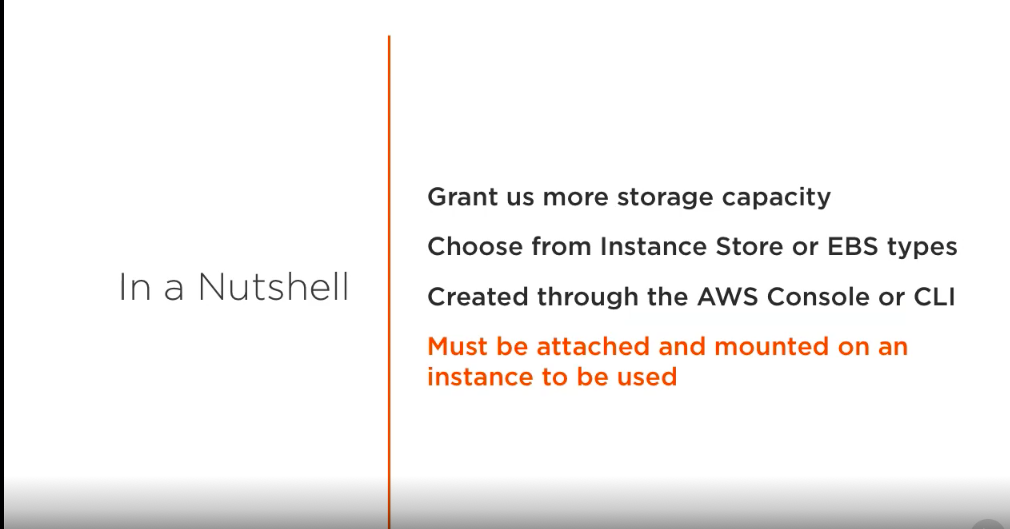 In a Nutshell
Grant us more storage capacity
Choose from Instance Store or EBS types
Created through the AWS Console or CLI
Must be attached and mounted on an
instance to be used